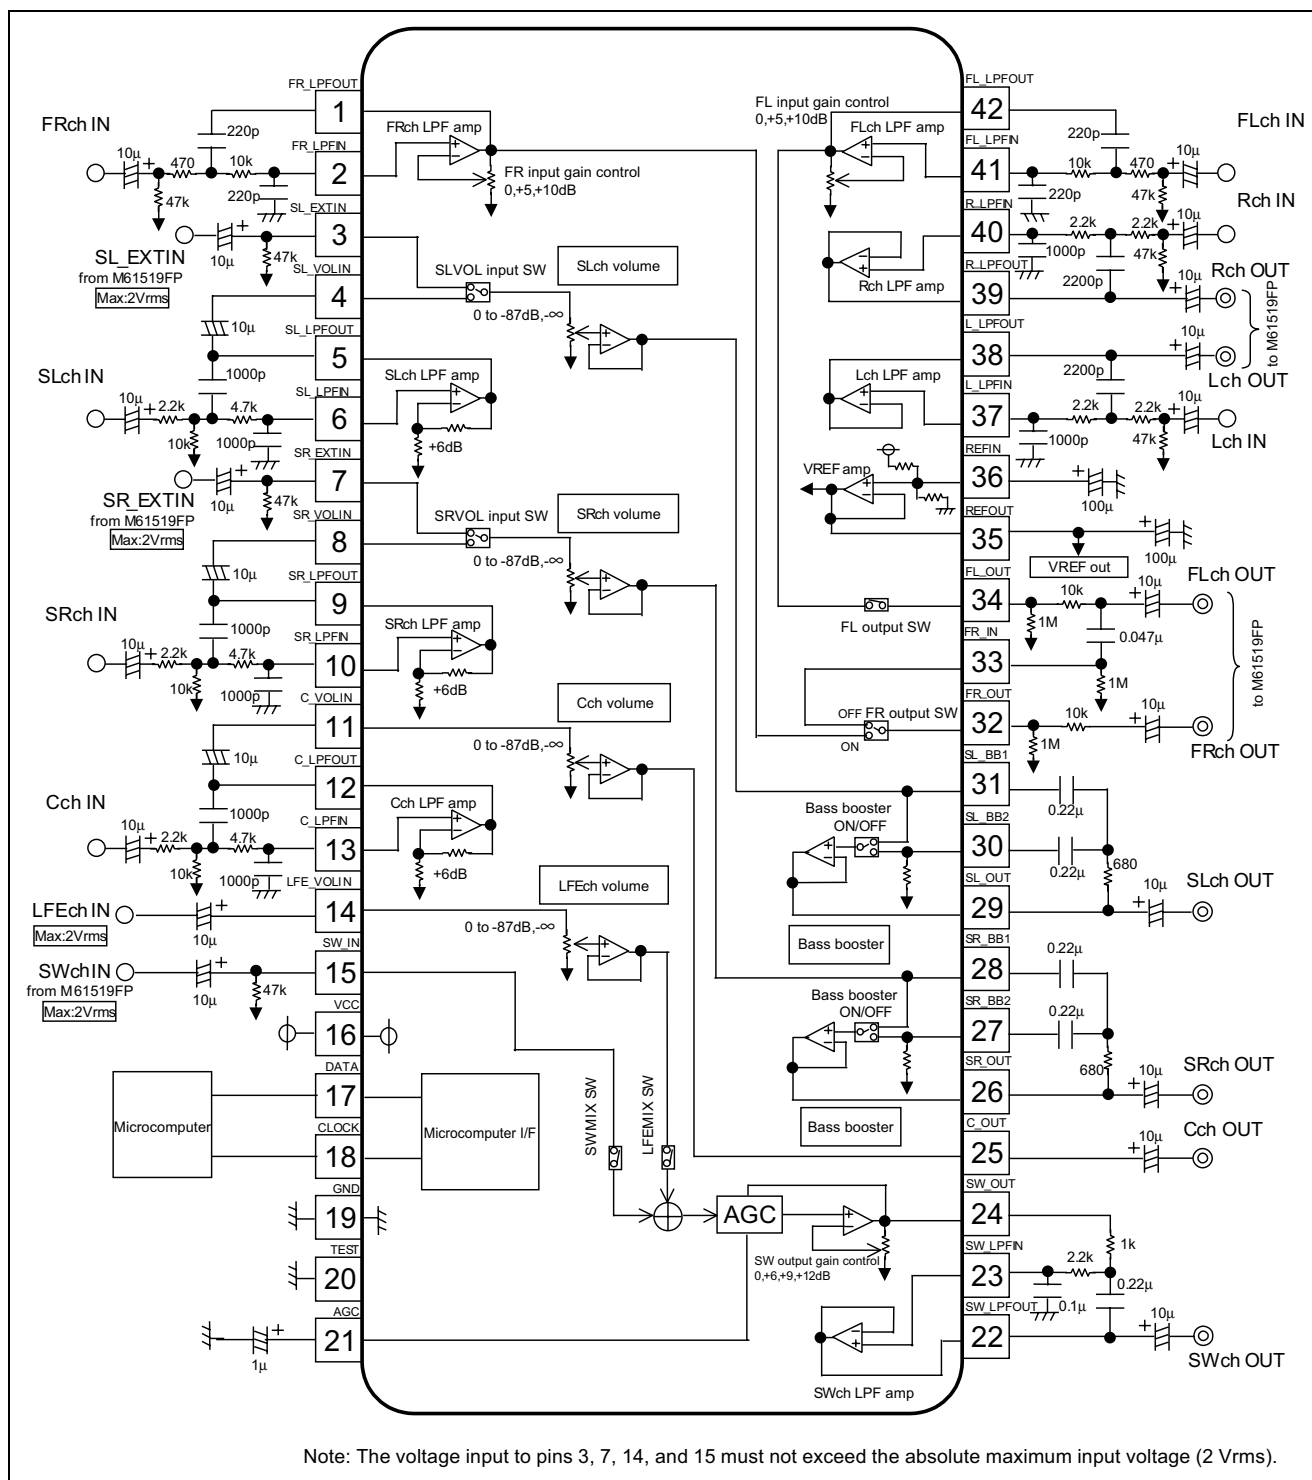 FR_LPFOUT
1
FRch IN
220p
10µ
+
470
10k
FR_LPFIN
2
220p
47k
FRch LPF amp
FR input gain control
0,+5,+10dB
SL_EXTIN
3
SL_EXTIN
from M61519FP
Max:2Vrms
+
10µ
47k
SL_VOLIN
4
SLVOL input SW
SLch volume
0 to -87dB,-∞
10µ
SL_LPFOUT
5
1000p
SLch LPF amp
+6dB
SLch IN
10µ
+
2.2k
4.7k
SL_LPFIN
6
10k
1000p
SR_EXTIN
7
SR_EXTIN
from M61519FP
Max:2Vrms
+
10µ
47k
SR_VOLIN
8
SRVOL input SW
SRch volume
0 to -87dB,-∞
10µ
SR_LPFOUT
9
1000p
SRch LPF amp
+6dB
SRch IN
10µ
+
2.2k
4.7k
SR_LPFIN
10
10k
1000p
C_VOLIN
11
Cch volume
0 to -87dB,-∞
10µ
C_LPFOUT
12
1000p
Cch LPF amp
+6dB
Cch IN
10µ
+
2.2k
4.7k
C_LPFIN
13
10k
1000p
LFE_VOLIN
14
LFEch IN
Max:2Vrms
+
10µ
LFEch volume
0 to -87dB,-∞
SW_IN
15
SWchIN
from M61519FP
Max:2Vrms
+
10µ
47k
VCC
16
DATA
17
CLOCK
18
Microcomputer
Microcomputer I/F
GND
19
TEST
20
AGC
21
+
1µ
SWMIX SW
LFEMIX SW
AGC
SW output gain control
0,+6,+9,+12dB
SWch LPF amp
FL_LPFOUT
42
FL input gain control
0,+5,+10dB
FLch LPF amp
FLch IN
220p
FL_LPFIN
41
10k
470
10µ
+
220p
47k
Rch IN
R_LPFIN
40
2.2k
2.2k
10µ
+
1000p
47k
Rch LPF amp
R_LPFOUT
39
2200p
10µ
+
Rch OUT
to M61519FP
L_LPFOUT
38
10µ
+
Lch OUT
2200p
Lch LPF amp
L_LPFIN
37
2.2k
2.2k
10µ
+
1000p
47k
Lch IN
REFIN
36
VREF amp
+
100µ
REFOUT
35
+
100µ
VREF out
FL_OUT
34
FL output SW
10k
10µ
+
FLch OUT
1M
0.047µ
FR_IN
33
1M
to M61519FP
FR_OUT
32
OFF
FR output SW
ON
10k
10µ
+
1M
FRch OUT
SL_BB1
31
0.22µ
Bass booster
ON/OFF
SL_BB2
30
0.22µ
680
SL_OUT
29
10µ
+
SLch OUT
Bass booster
SR_BB1
28
0.22µ
Bass booster
ON/OFF
SR_BB2
27
0.22µ
680
SR_OUT
26
10µ
+
SRch OUT
Bass booster
C_OUT
25
10µ
+
Cch OUT
SW_OUT
24
1k
SW_LPFIN
23
2.2k
0.22µ
0.1µ
SW_LPFOUT
22
10µ
+
SWch OUT
Note: The voltage input to pins 3, 7, 14, and 15 must not exceed the absolute maximum input voltage (2 Vrms).